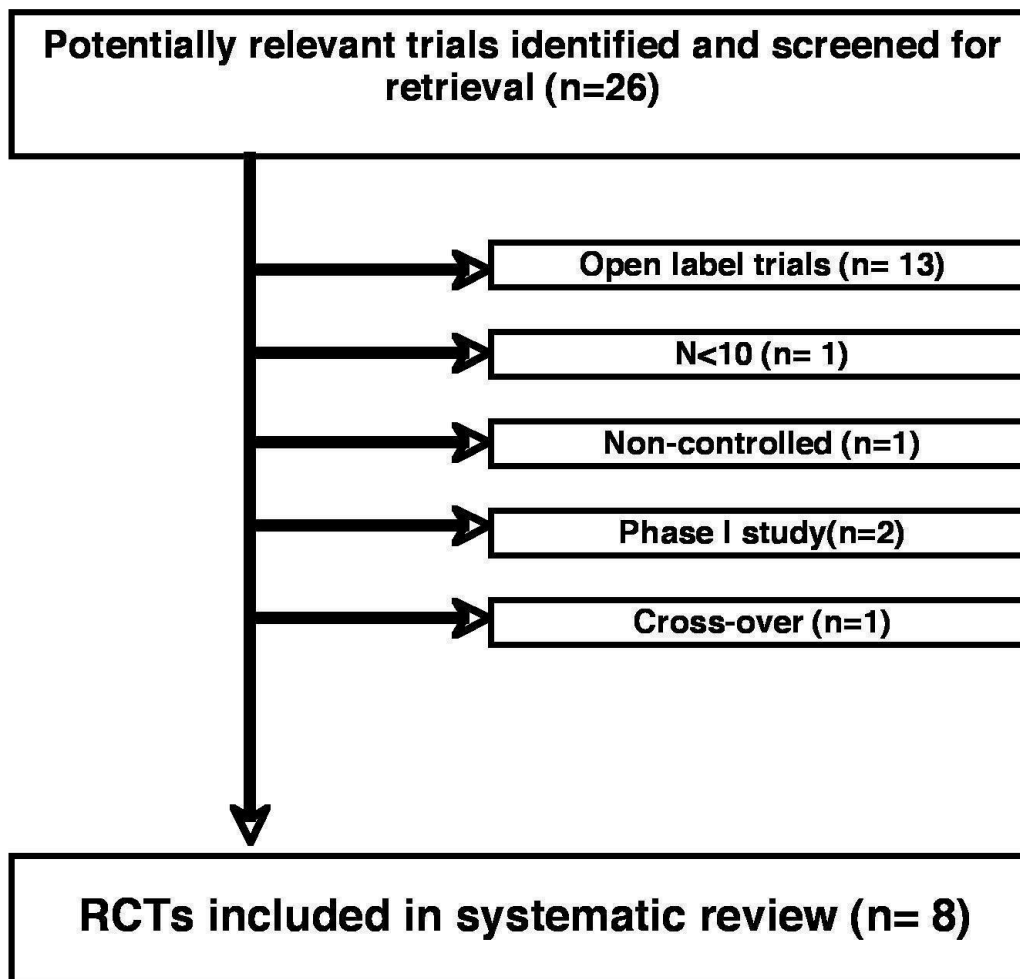 Potentially relevant trials identified and screened for
retrieval (n=26)
Open label trials (n= 13)
N<10 (n= 1)
Non-controlled (n=1)
Phase I study(n=2)
Cross-over (n=1)
RCTs included in systematic review (n= 8)